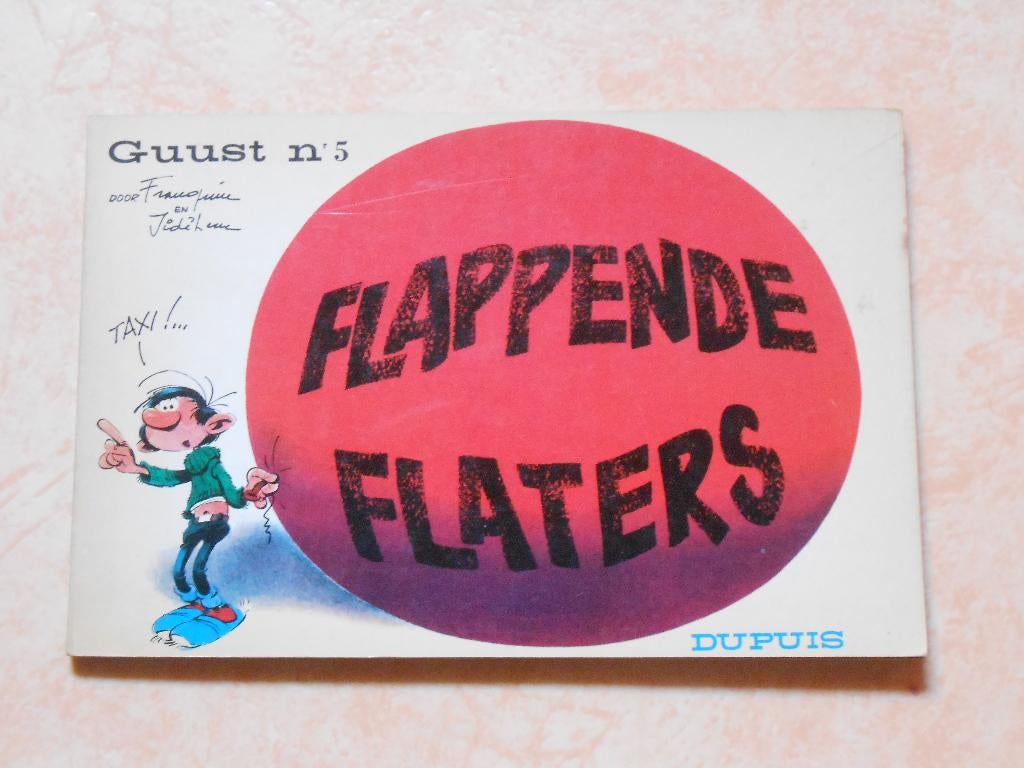 Guust n° 5
DOOR Franquin
EN
Jidéhem
TAXI!...
FLAPPENDE
FLATERS
DUPUIS